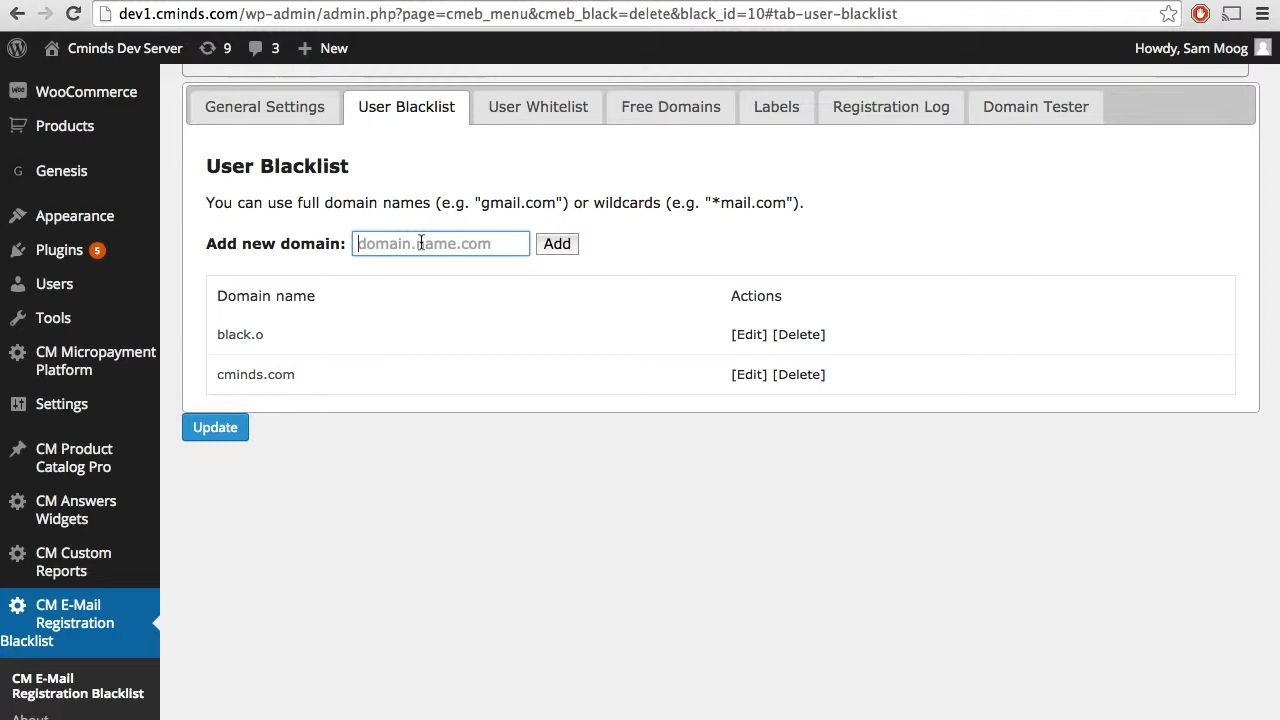 dev1.cminds.com/wp-admin/admin.php?page=cmeb_menu&cmeb_black=delete&black_id=10#tab-user-blacklist
Cminds Dev Server 9 3 New Howdy, Sam Moog
WooCommerce
Products
G Genesis
Appearance
Plugins 5
Users
Tools
CM Micropayment
Platform
Settings
CM Product
Catalog Pro
CM Answers
Widgets
CM Custom
Reports
CM E-Mail
Registration
Blacklist
CM E-Mail
Registration Blacklist
About
General Settings User Blacklist User Whitelist Free Domains Labels Registration Log Domain Tester
User Blacklist
You can use full domain names (e.g. "gmail.com") or wildcards (e.g. "*mail.com").
Add new domain: domain.name.com Add
Domain name Actions
black.o [Edit] [Delete]
cminds.com [Edit] [Delete]
Update